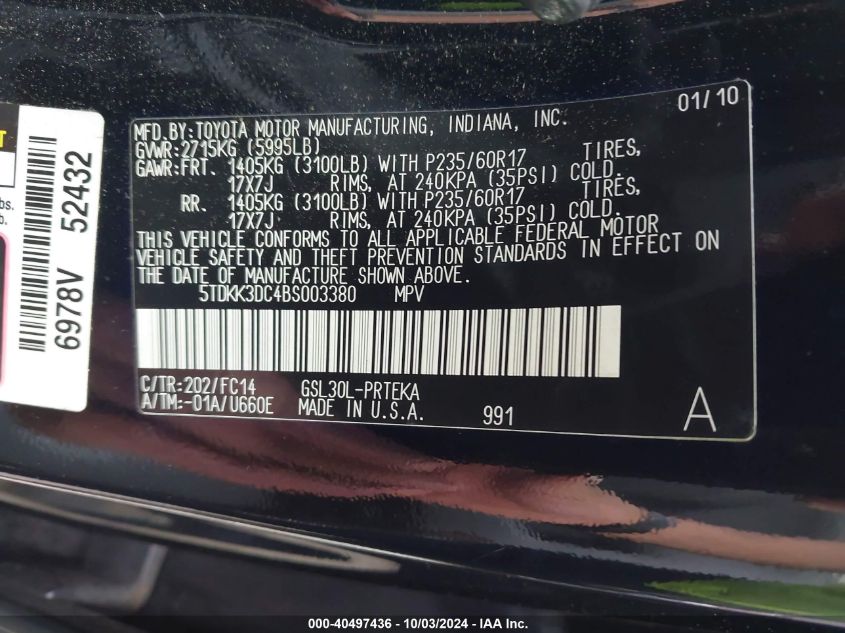 01/10
MFD.BY:TOYOTA MOTOR MANUFACTURING, INDIANA, INC.
GVWR:2715KG (5995LB)
GAWR:FRT. 1405KG (3100LB) WITH P235/60R17 TIRES,
17X7J RIMS, AT 240KPA (35PSI) COLD.
RR. 1405KG (3100LB) WITH P235/60R17 TIRES,
17X7J RIMS, AT 240KPA (35PSI) COLD.
THIS VEHICLE CONFORMS TO ALL APPLICABLE FEDERAL MOTOR
VEHICLE SAFETY AND THEFT PREVENTION STANDARDS IN EFFECT ON
THE DATE OF MANUFACTURE SHOWN ABOVE.
5TDKK3DC4BS003380 MPV
C/TR:202/FC14 GSL30L-PRTEKA
A/TM:-01A/U660E MADE IN U.S.A. 991 A
6978V 52432
bs.
b.
000-40497436 - 10/03/2024 - IAA Inc.